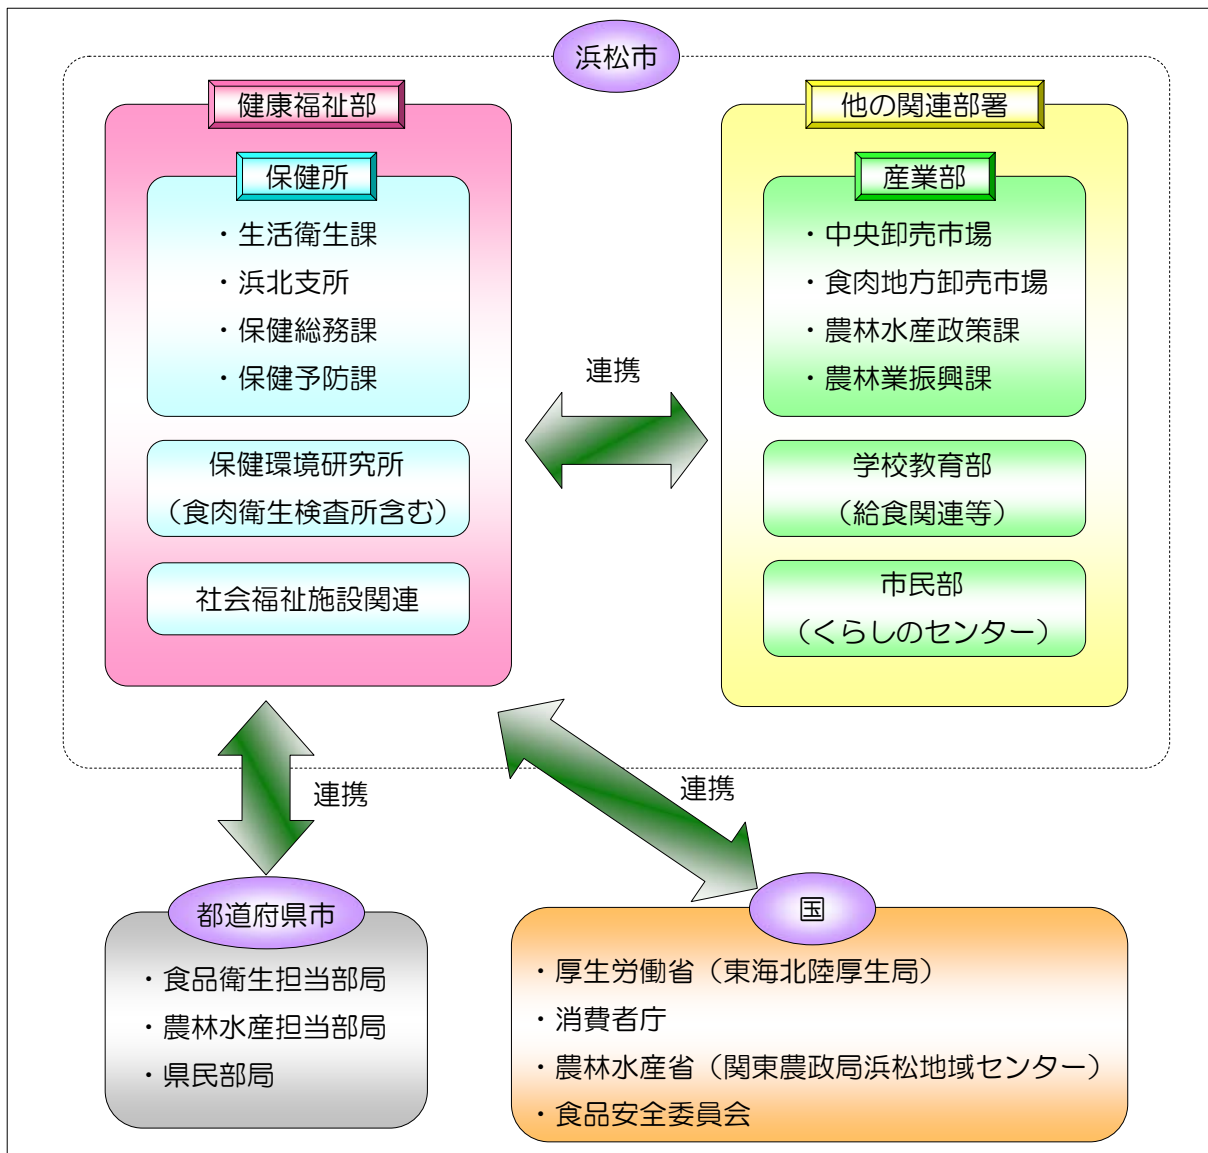 浜松市
健康福祉部
保健所
・生活衛生課
・浜北支所
・保健総務課
・保健予防課
保健環境研究所
（食肉衛生検査所含む）
社会福祉施設関連
連携
他の関連部署
産業部
・中央卸売市場
・食肉地方卸売市場
・農林水産政策課
・農林業振興課
学校教育部
（給食関連等）
市民部
（くらしのセンター）
連携
連携
都道府県市
・食品衛生担当部局
・農林水産担当部局
・県民部局
国
・厚生労働省（東海北陸厚生局）
・消費者庁
・農林水産省（関東農政局浜松地域センター）
・食品安全委員会